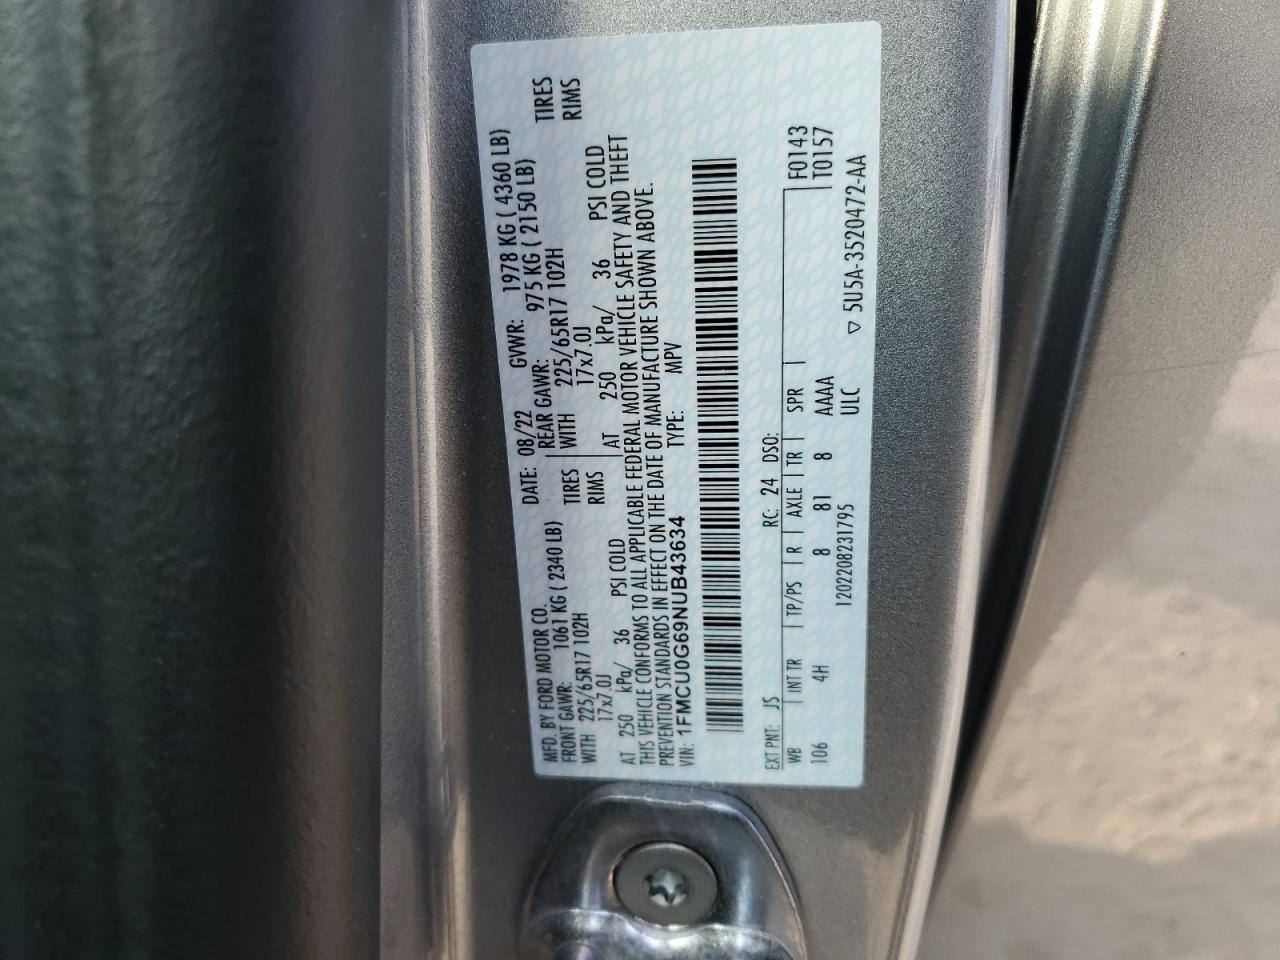 MFD. BY FORD MOTOR CO. DATE: 08/22 GVWR: 1978 KG ( 4360 LB)
FRONT GAWR: 1061 KG ( 2340 LB) REAR GAWR: 975 KG ( 2150 LB)
WITH 225/65R17 102H TIRES WITH 225/65R17 102H TIRES
17x7.0J RIMS 17x7.0J RIMS
AT 250 kPa/ 36 PSI COLD AT 250 kPa/ 36 PSI COLD
THIS VEHICLE CONFORMS TO ALL APPLICABLE FEDERAL MOTOR VEHICLE SAFETY AND THEFT
PREVENTION STANDARDS IN EFFECT ON THE DATE OF MANUFACTURE SHOWN ABOVE.
VIN: 1FMCU0G69NUB43634 TYPE: MPV
EXT PNT: JS RC: 24 DSO:
WB INT TR TP/PS R AXLE TR SPR F0143
106 4H 8 81 8 AAAA T0157
ULC
1202208231795 ▽ 5U5A-3520472-AA